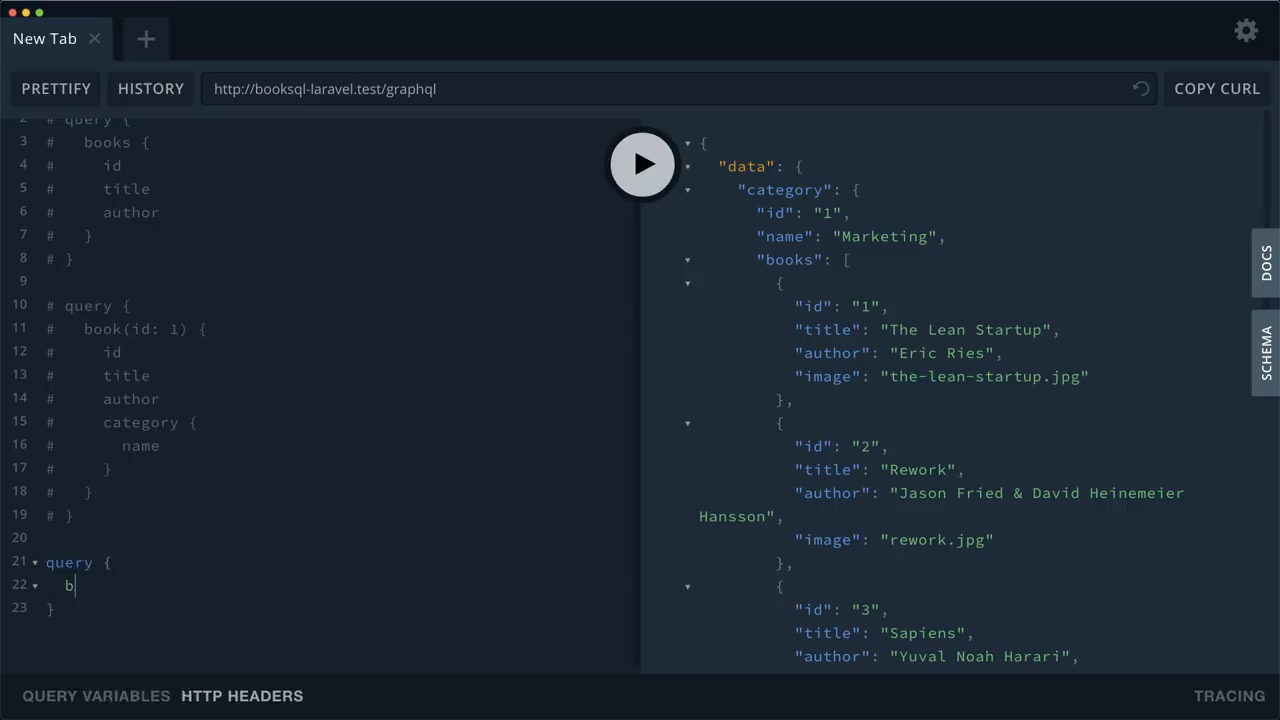 New Tab
PRETTIFY HISTORY http://booksql-laravel.test/graphql COPY CURL
2 # query {
3 # books {
4 # id
5 # title
6 # author
7 # }
8 # }
9
10 # query {
11 # book(id: 1) {
12 # id
13 # title
14 # author
15 # category {
16 # name
17 # }
18 # }
19 # }
20
21 query {
22 b
23 }
{
"data": {
"category": {
"id": "1",
"name": "Marketing",
"books": [
{
"id": "1",
"title": "The Lean Startup",
"author": "Eric Ries",
"image": "the-lean-startup.jpg"
},
{
"id": "2",
"title": "Rework",
"author": "Jason Fried & David Heinemeier
Hansson",
"image": "rework.jpg"
},
{
"id": "3",
"title": "Sapiens",
"author": "Yuval Noah Harari",
DOCS
SCHEMA
QUERY VARIABLES HTTP HEADERS TRACING